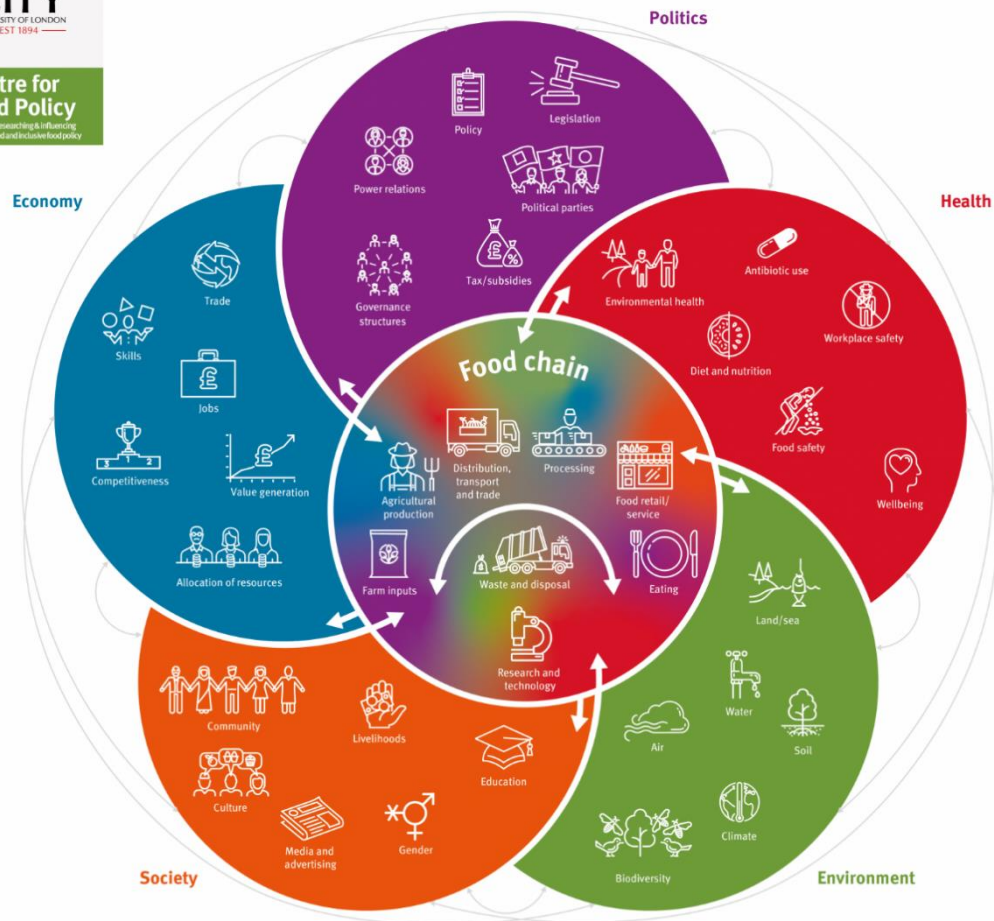 UNIVERSITY OF LONDON
EST 1894
Politics
Policy
Legislation
Power relations
Political parties
Tax/subsidies
Governance
structures
Economy
Trade
Skills
Jobs
Competitiveness
Value generation
Allocation of resources
Health
Environmental health
Antibiotic use
Workplace safety
Diet and nutrition
Food safety
Wellbeing
Food chain
Distribution,
transport
and trade
Processing
Agricultural
production
Food retail/
service
Farm inputs
Waste and disposal
Eating
Research and
technology
Society
Community
Livelihoods
Education
Culture
Media and
advertising
Gender
Environment
Land/sea
Water
Soil
Air
Climate
Biodiversity